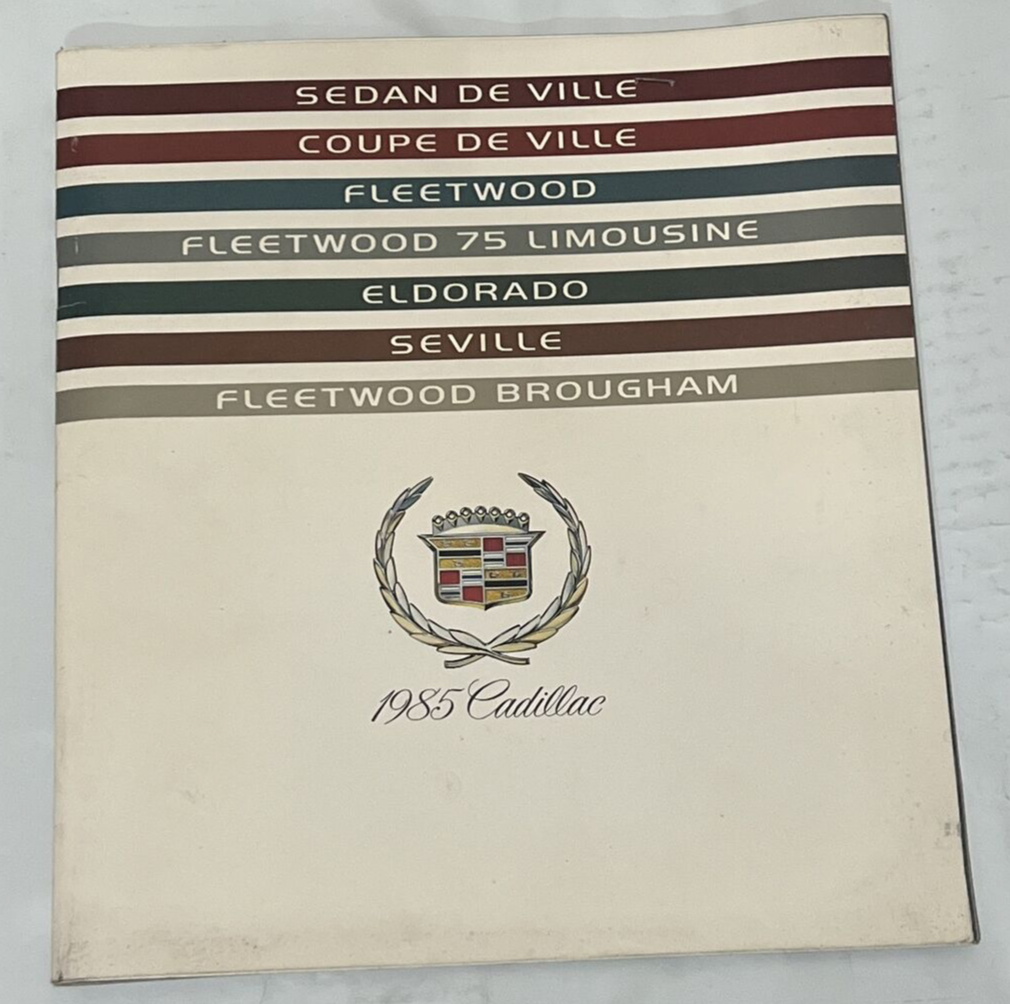 SEDAN DE VILLE
COUPE DE VILLE
FLEETWOOD
FLEETWOOD 75 LIMOUSINE
ELDORADO
SEVILLE
FLEETWOOD BROUGHAM
1985 Cadillac